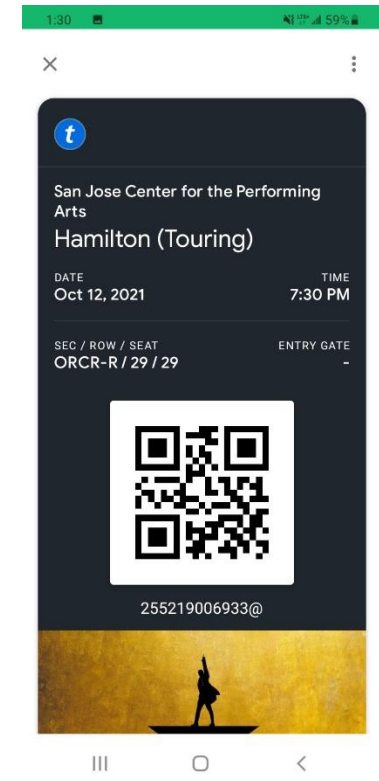 1:30 LTE+ 59%
t
San Jose Center for the Performing
Arts
Hamilton (Touring)
DATE TIME
Oct 12, 2021 7:30 PM
SEC / ROW / SEAT ENTRY GATE
ORCR-R / 29 / 29 -
255219006933@